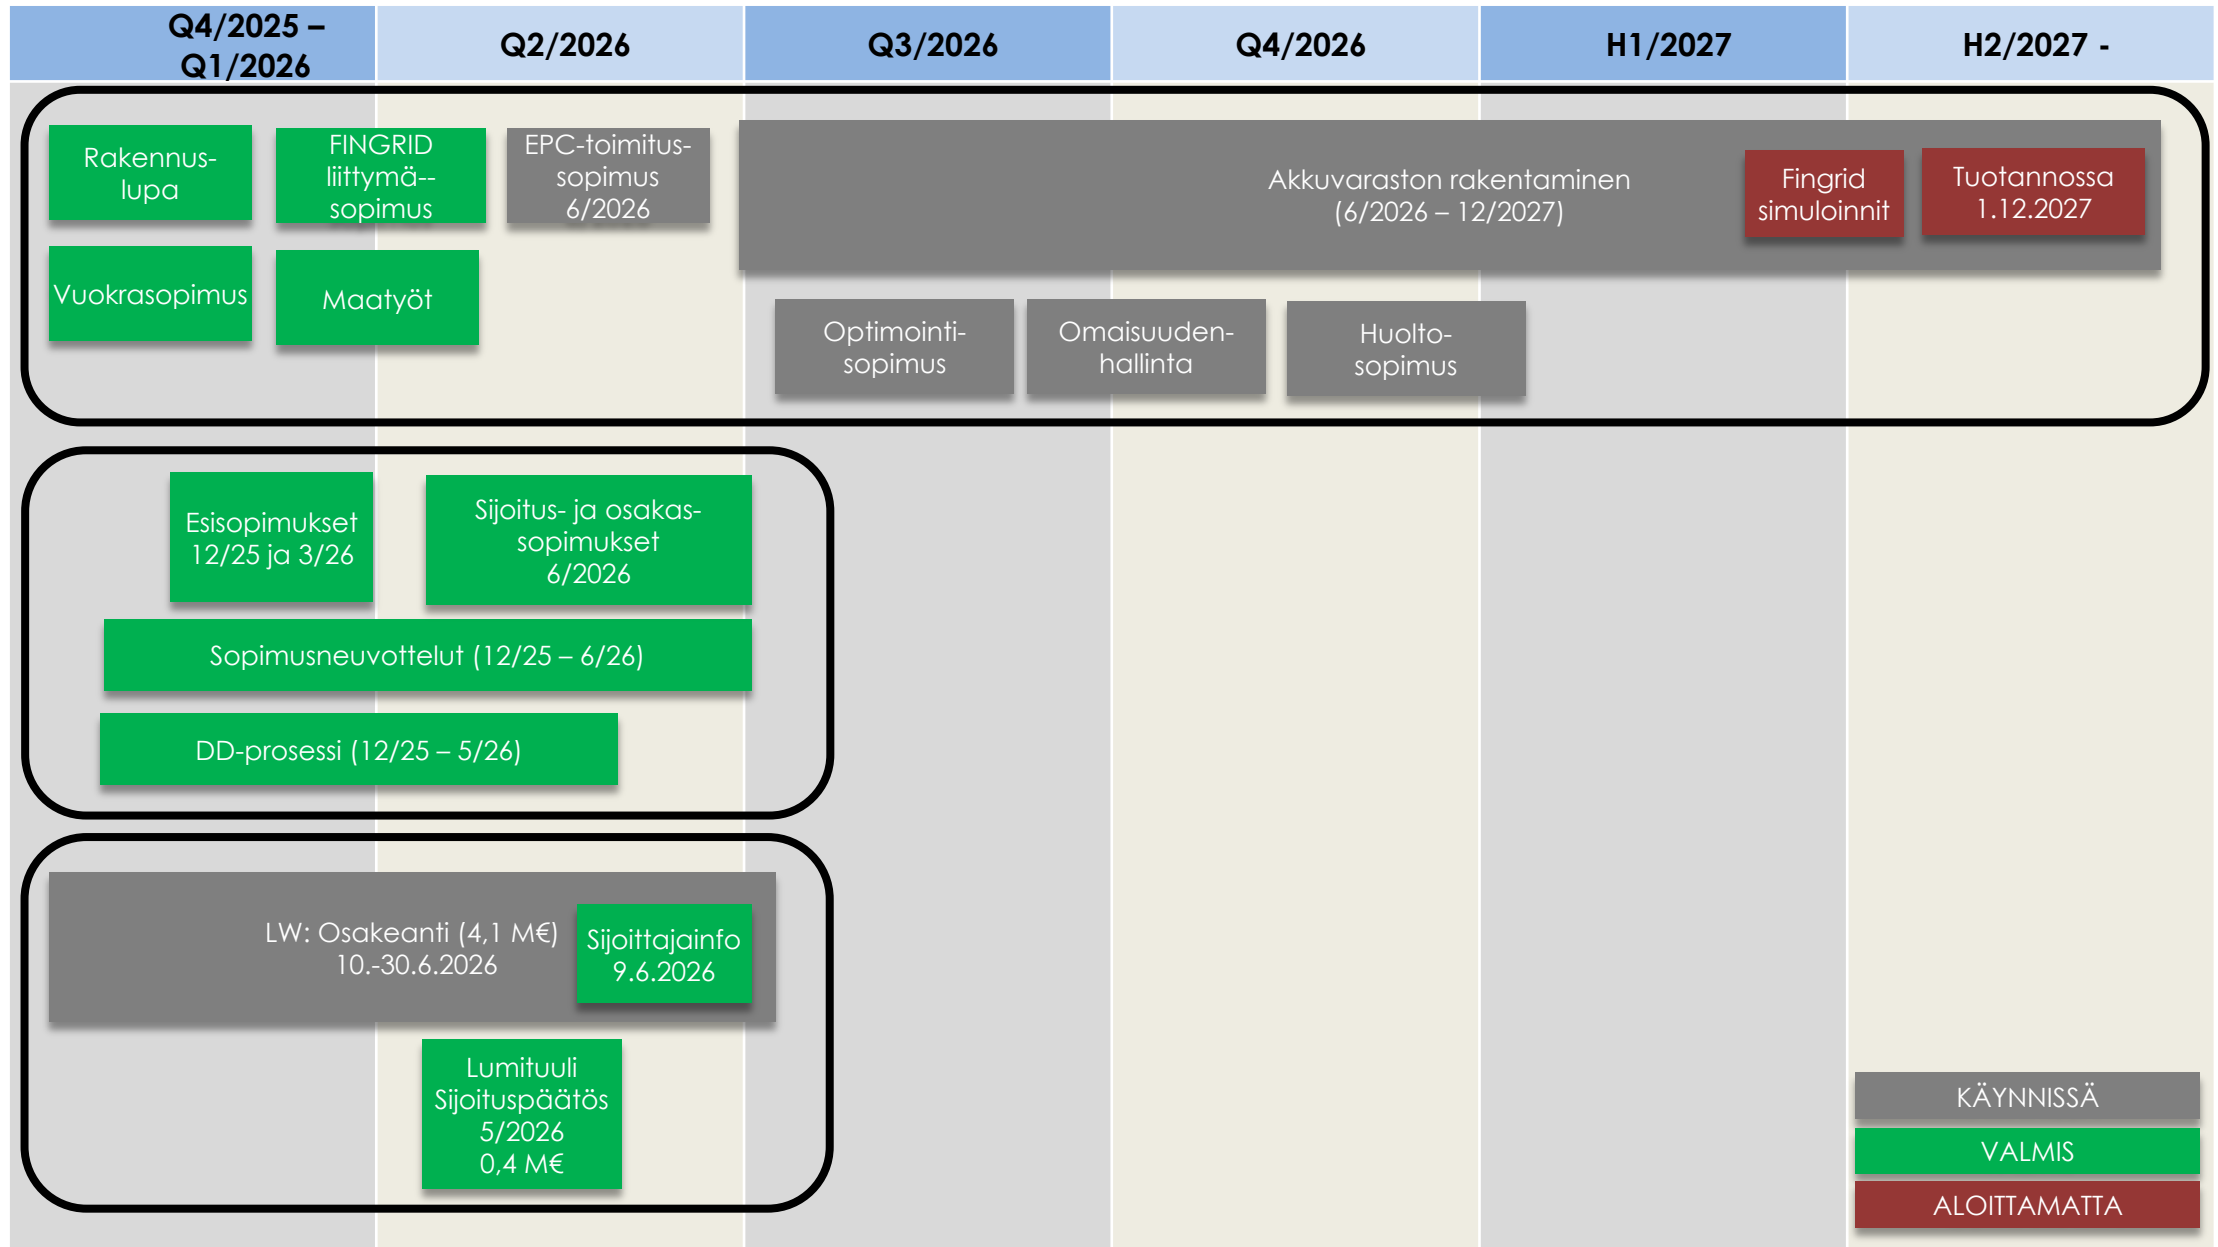 Q4/2025 –
Q1/2026
Q2/2026
Q3/2026
Q4/2026
H1/2027
H2/2027 -
Rakennus-
lupa
FINGRID
liittymä--
sopimus
EPC-toimitus-
sopimus
6/2026
Akkuvaraston rakentaminen
(6/2026 – 12/2027)
Fingrid
simuloinnit
Tuotannossa
1.12.2027
Vuokrasopimus
Maatyöt
Optimointi-
sopimus
Omaisuuden-
hallinta
Huolto-
sopimus
Esisopimukset
12/25 ja 3/26
Sijoitus- ja osakas-
sopimukset
6/2026
Sopimusneuvottelut (12/25 – 6/26)
DD-prosessi (12/25 – 5/26)
LW: Osakeanti (4,1 M€)
10.-30.6.2026
Sijoittajainfo
9.6.2026
Lumituuli
Sijoituspäätös
5/2026
0,4 M€
KÄYNNISSÄ
VALMIS
ALOITTAMATTA